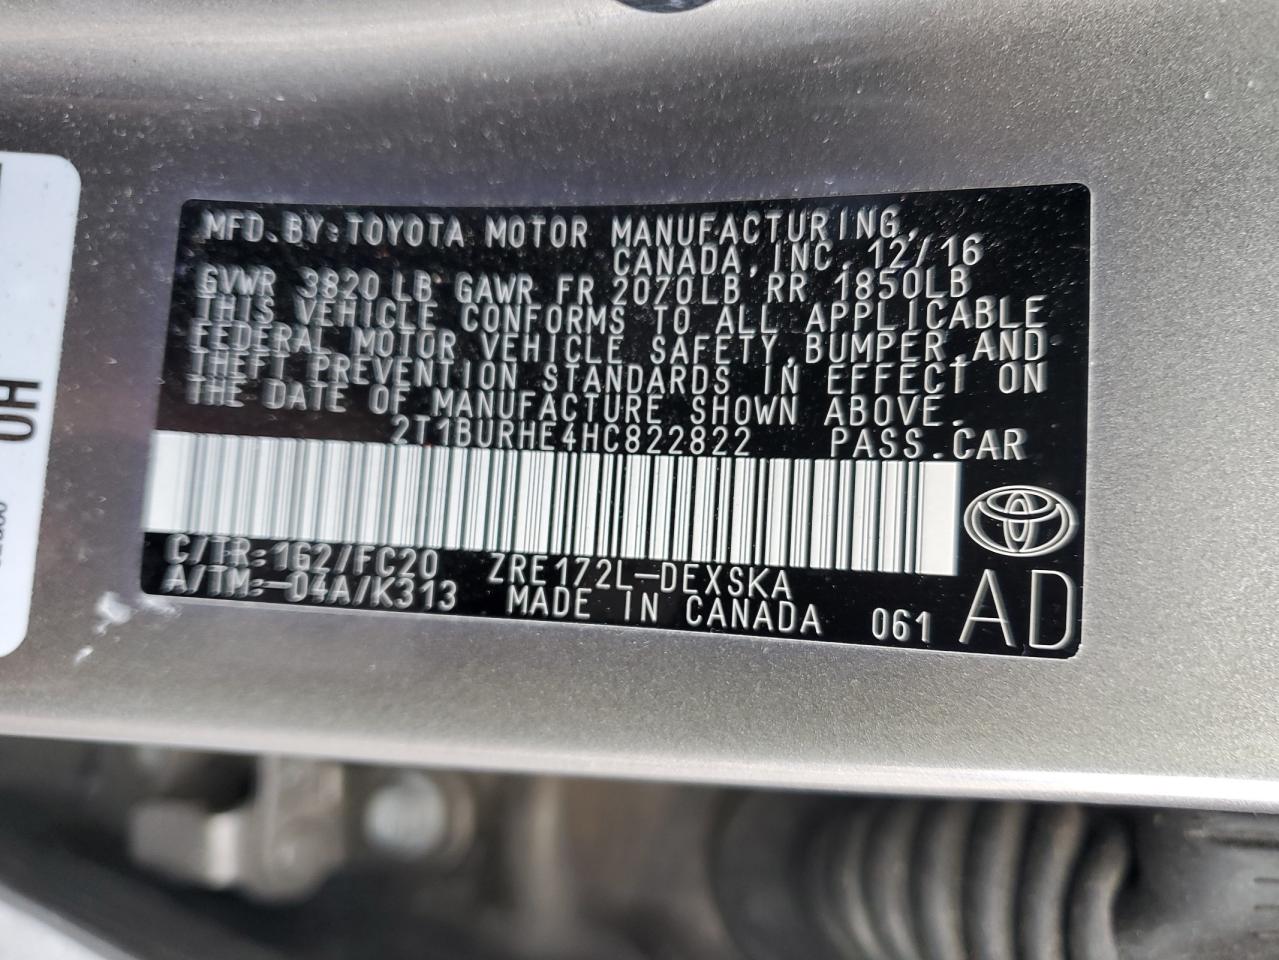 MFD. BY: TOYOTA MOTOR MANUFACTURING,
CANADA, INC. 12/16
GVWR 3820 LB GAWR FR 2070LB RR 1850LB
THIS VEHICLE CONFORMS TO ALL APPLICABLE
FEDERAL MOTOR VEHICLE SAFETY, BUMPER, AND
THEFT PREVENTION STANDARDS IN EFFECT ON
THE DATE OF MANUFACTURE SHOWN ABOVE.
2T1BURHE4HC822822 PASS. CAR
C/TR: 1G2/FC20 ZRE172L-DEXSKA
A/TM: -04A/K313 MADE IN CANADA 061 AD
HO